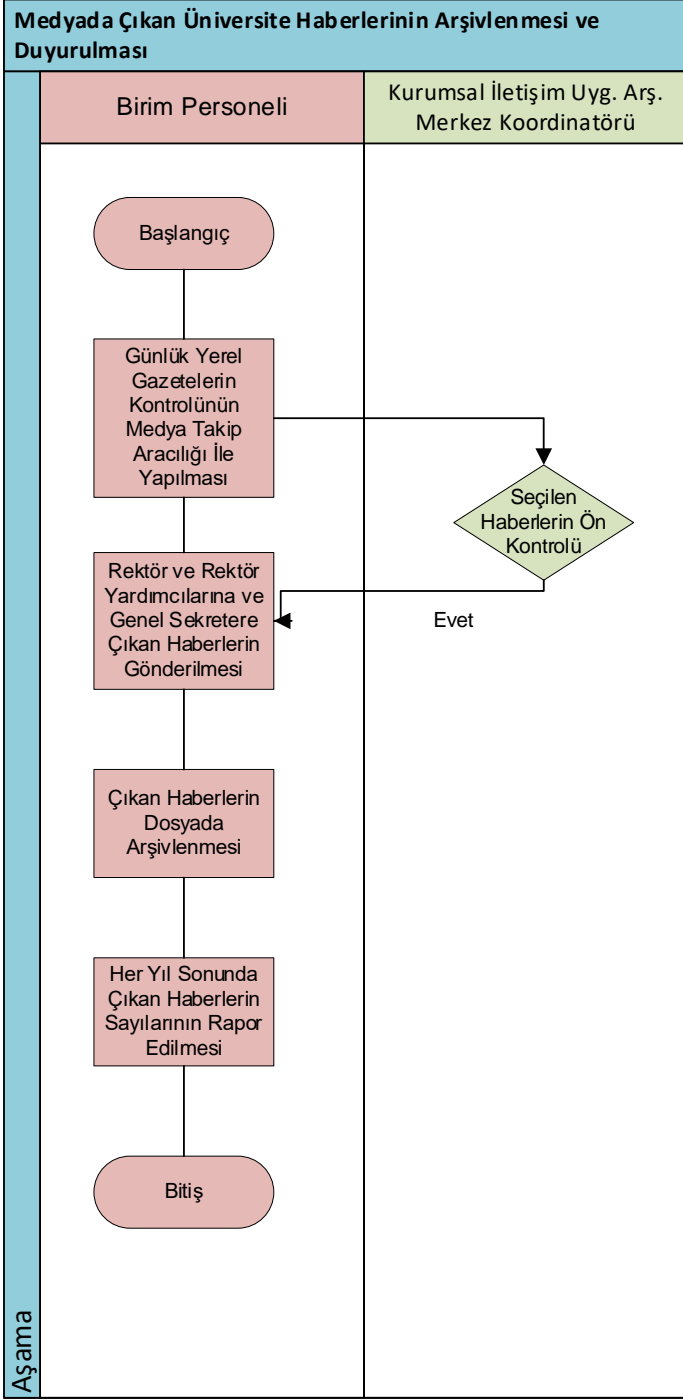 Medyada Çıkan Üniversite Haberlerinin Arşivlenmesi ve
Duyurulması
Birim Personeli
Kurumsal İletişim Uyg. Arş.
Merkez Koordinatörü
Başlangıç
Günlük Yerel
Gazetelerin
Kontrolünün
Medya Takip
Aracılığı İle
Yapılması
Seçilen
Haberlerin Ön
Kontrolü
Rektör ve Rektör
Yardımcılarına ve
Genel Sekretere
Çıkan Haberlerin
Gönderilmesi
Evet
Çıkan Haberlerin
Dosyada
Arşivlenmesi
Her Yıl Sonunda
Çıkan Haberlerin
Sayılarının Rapor
Edilmesi
Bitiş
Aşama